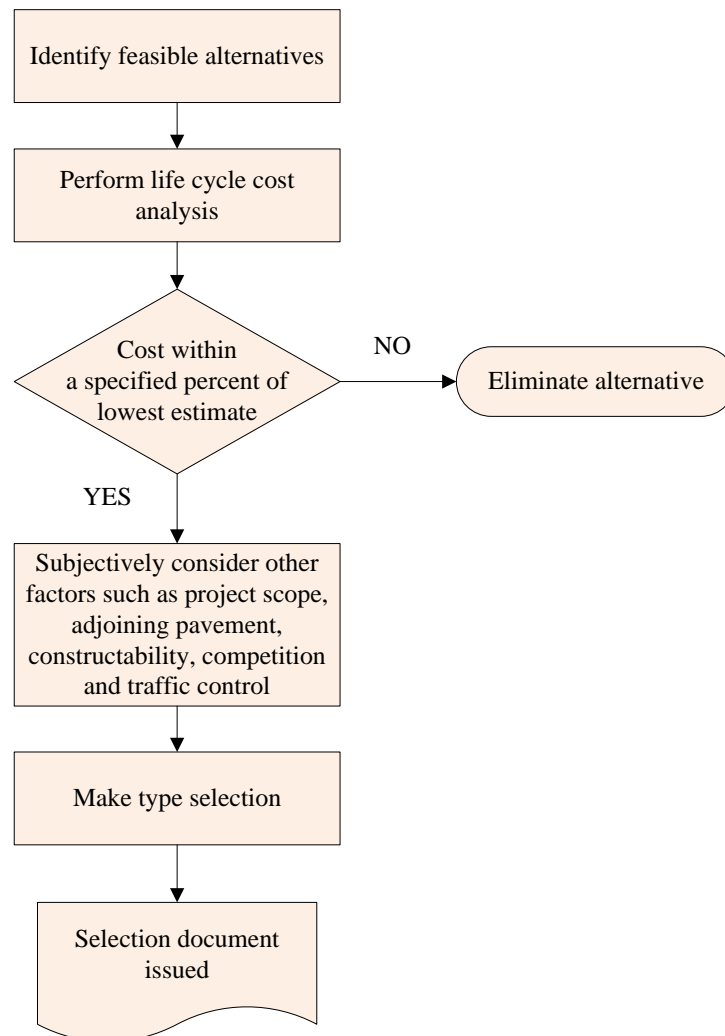 Identify feasible alternatives
Perform life cycle cost
analysis
Cost within
a specified percent of
lowest estimate
NO
Eliminate alternative
YES
Subjectively consider other
factors such as project scope,
adjoining pavement,
constructability, competition
and traffic control
Make type selection
Selection document
issued